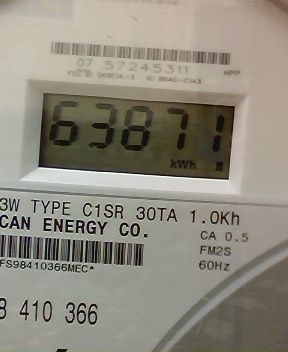 07 57245311 NPP
63871
kWh
3W TYPE C1SR 30TA 1.0Kh
CAN ENERGY CO. CA 0.5
FM2S
FS98410366MEC* 60Hz
8 410 366